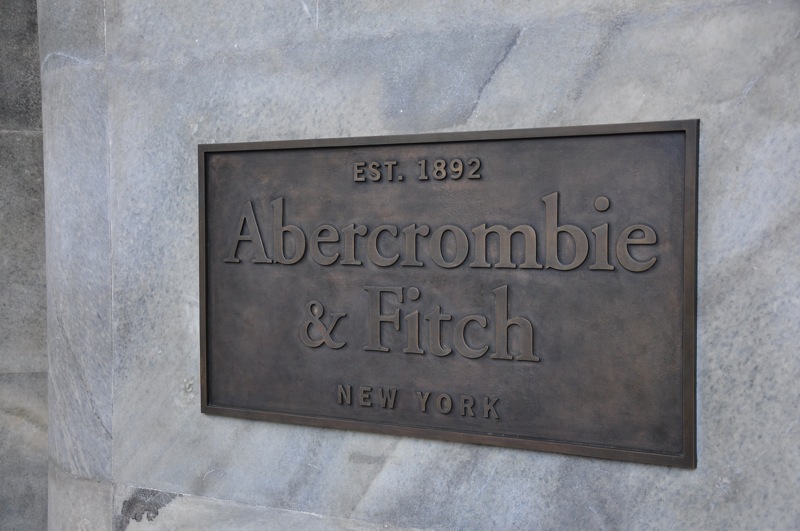 EST. 1892
Abercrombie
& Fitch
NEW YORK